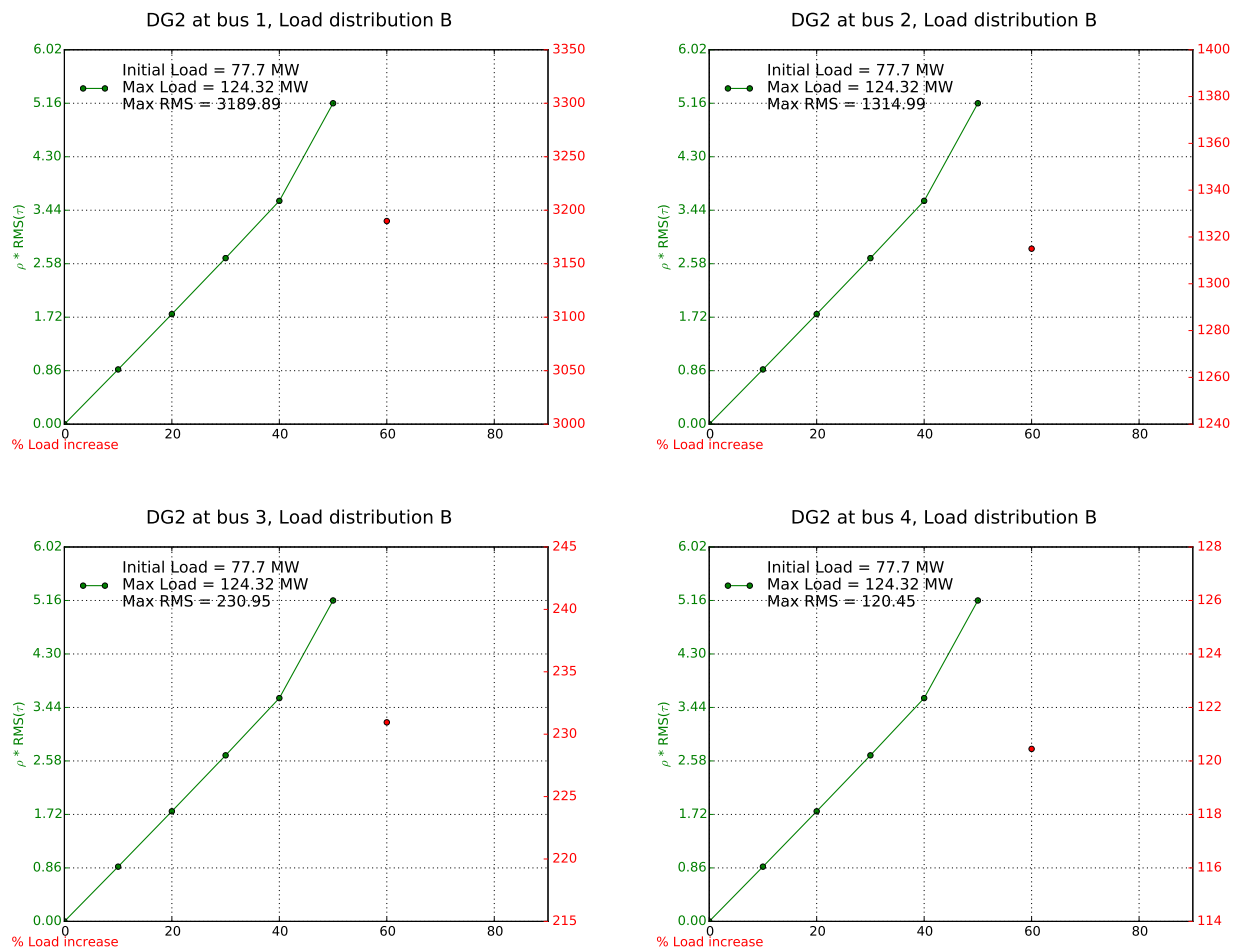 DG2 at bus 1, Load distribution B
6.02
5.16
4.30
3.44
2.58
1.72
0.86
0.00
ρ * RMS(τ)
Initial Load = 77.7 MW
Max Load = 124.32 MW
Max RMS = 3189.89
3350
3300
3250
3200
3150
3100
3050
3000
0 20 40 60 80
% Load increase
DG2 at bus 2, Load distribution B
6.02
5.16
4.30
3.44
2.58
1.72
0.86
0.00
ρ * RMS(τ)
Initial Load = 77.7 MW
Max Load = 124.32 MW
Max RMS = 1314.99
1400
1380
1360
1340
1320
1300
1280
1260
1240
0 20 40 60 80
% Load increase
DG2 at bus 3, Load distribution B
6.02
5.16
4.30
3.44
2.58
1.72
0.86
0.00
ρ * RMS(τ)
Initial Load = 77.7 MW
Max Load = 124.32 MW
Max RMS = 230.95
245
240
235
230
225
220
215
0 20 40 60 80
% Load increase
DG2 at bus 4, Load distribution B
6.02
5.16
4.30
3.44
2.58
1.72
0.86
0.00
ρ * RMS(τ)
Initial Load = 77.7 MW
Max Load = 124.32 MW
Max RMS = 120.45
128
126
124
122
120
118
116
114
0 20 40 60 80
% Load increase